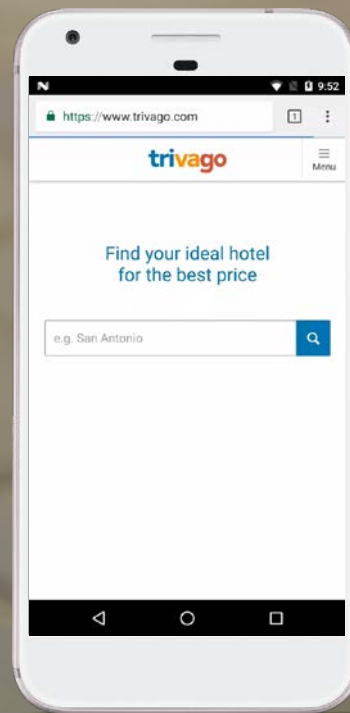 N
9:52
https://www.trivago.com
1
trivago
Menu
Find your ideal hotel
for the best price
e.g. San Antonio